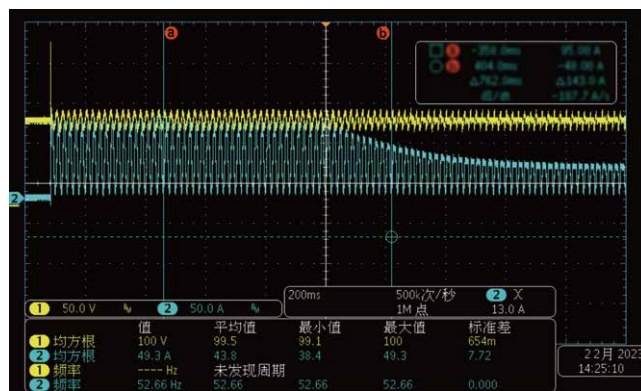 a
b
a -358.0ms 95.00 A
b 404.0ms -48.00 A
△762.0ms △143.0 A
dI/dt -187.7 A/s
2
1 50.0 V 2 50.0 A
200ms 500k次/秒 2 X
1M 点 13.0 A
值 平均值 最小值 最大值 标准差
1 均方根 100 V 99.5 99.1 100 654m
2 均方根 49.3 A 43.8 38.4 49.3 7.72
1 频率 ---- Hz 未发现周期
2 频率 52.66 Hz 52.66 52.66 52.66 0.000
2 2月 2023
14:25:10